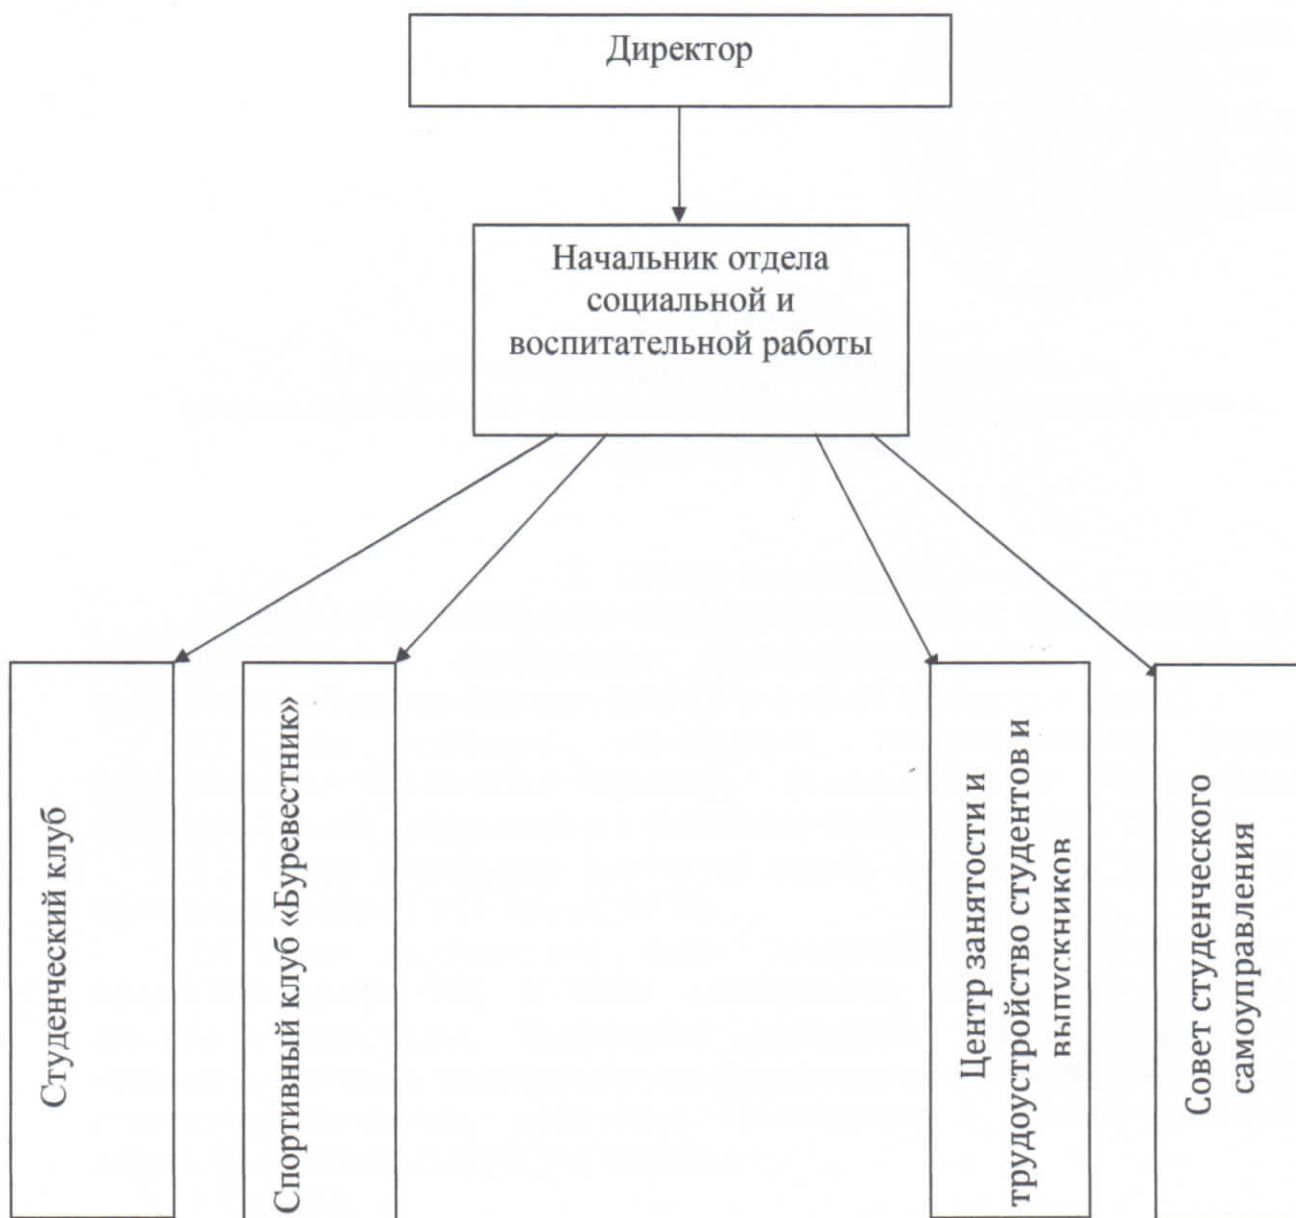 Директор
Начальник отдела
социальной и
воспитательной работы
Студенческий клуб
Спортивный клуб «Буревестник»
Центр занятости и
трудоустройство студентов и
выпускников
Совет студенческого
самоуправления